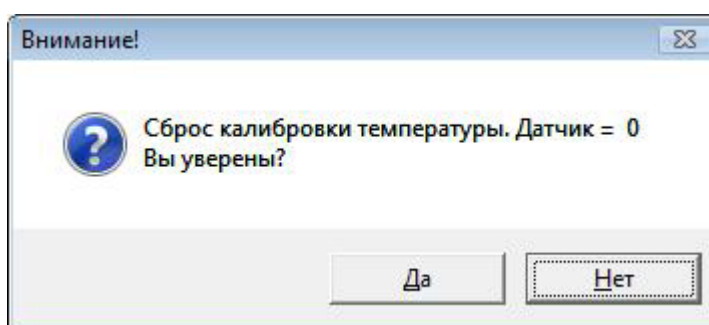 Внимание!
Сброс калибровки температуры. Датчик = 0
Вы уверены?
Да
Нет